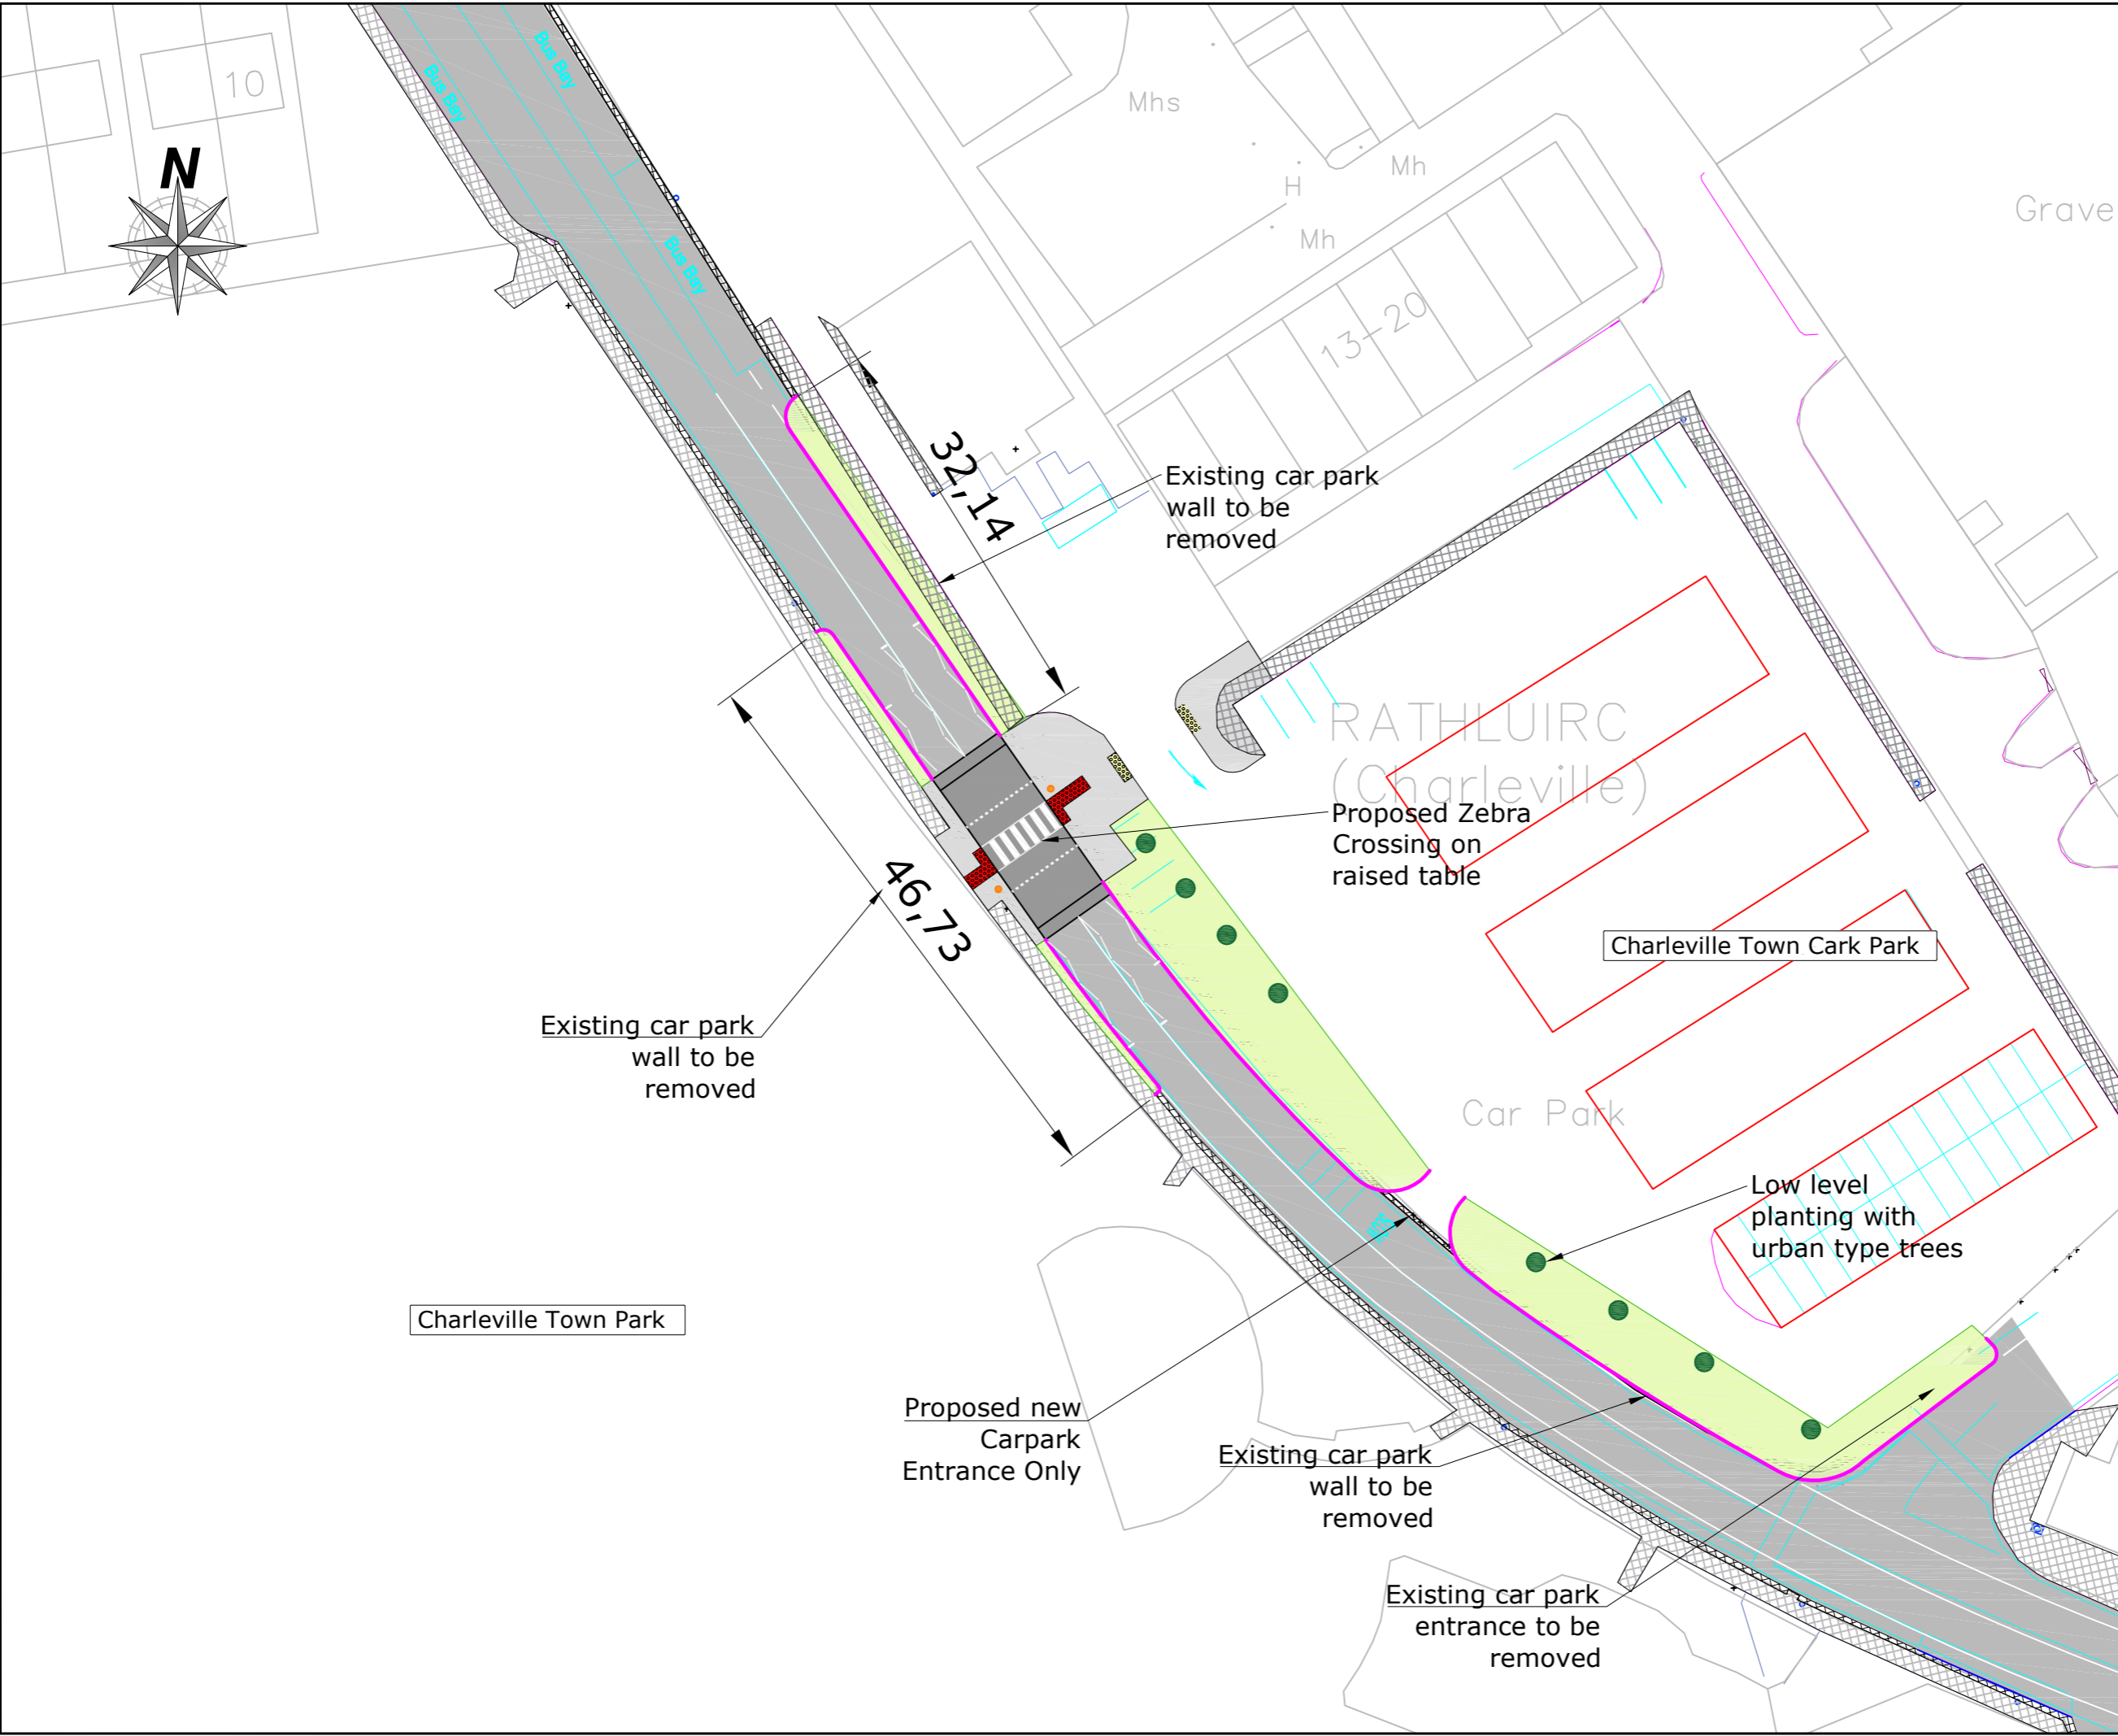 Bus Bay
Bus Bay
Bus Bay
10
N
Mhs
Mh
H
Mh
Grave
13-20
32,14
Existing car park
wall to be
removed
RATHLUIRC
(Charleville)
Proposed Zebra
Crossing on
raised table
46,73
Charleville Town Cark Park
Existing car park
wall to be
removed
Car Park
Low level
planting with
urban type trees
Charleville Town Park
Proposed new
Carpark
Entrance Only
Existing car park
wall to be
removed
Existing car park
entrance to be
removed